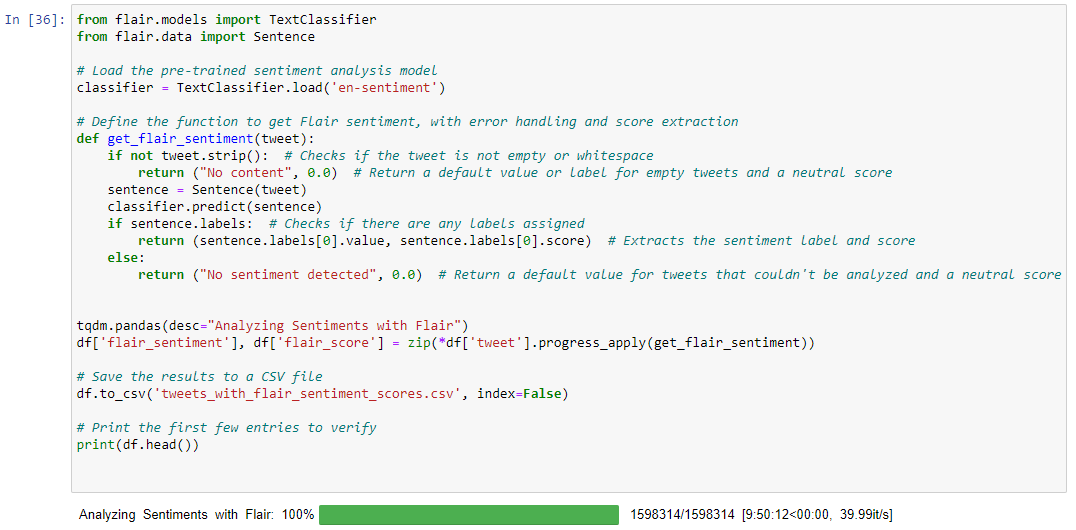 In [36]: from flair.models import TextClassifier
from flair.data import Sentence
# Load the pre-trained sentiment analysis model
classifier = TextClassifier.load('en-sentiment')
# Define the function to get Flair sentiment, with error handling and score extraction
def get_flair_sentiment(tweet):
    if not tweet.strip():  # Checks if the tweet is not empty or whitespace
        return ("No content", 0.0)  # Return a default value or label for empty tweets and a neutral score
    sentence = Sentence(tweet)
    classifier.predict(sentence)
    if sentence.labels:  # Checks if there are any labels assigned
        return (sentence.labels[0].value, sentence.labels[0].score)  # Extracts the sentiment label and score
    else:
        return ("No sentiment detected", 0.0)  # Return a default value for tweets that couldn't be analyzed and a neutral score
tqdm.pandas(desc="Analyzing Sentiments with Flair")
df['flair_sentiment'], df['flair_score'] = zip(*df['tweet'].progress_apply(get_flair_sentiment))
# Save the results to a CSV file
df.to_csv('tweets_with_flair_sentiment_scores.csv', index=False)
# Print the first few entries to verify
print(df.head())
Analyzing Sentiments with Flair: 100% 1598314/1598314 [9:50:12<00:00, 39.99it/s]